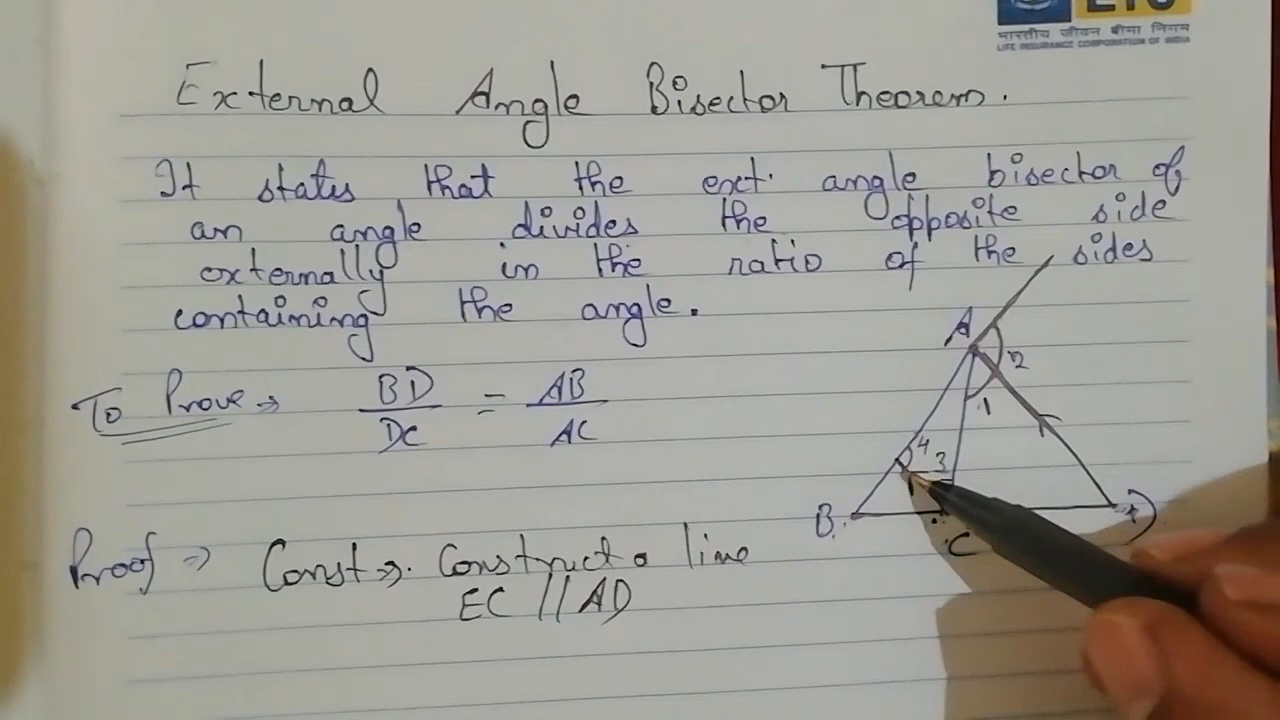 भारतीय जीवन बीमा निगम
LIFE INSURANCE CORPORATION OF INDIA
External Angle Bisector Theorem.
It states that the ext. angle bisector of
an angle divides the opposite side
externally in the ratio of the sides
containing the angle.
To Prove → BD/DC = AB/AC
A
2
1
4
3
B
C
D
Proof ⇒ Const →. Construct a line
EC // AD